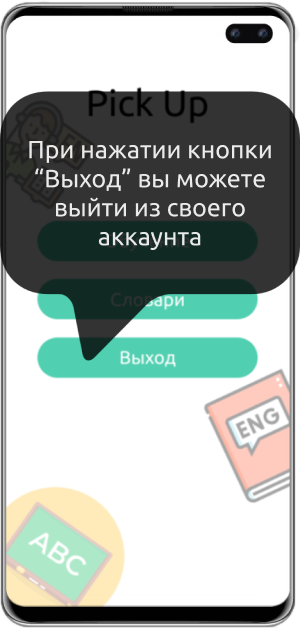 Pick Up
При нажатии кнопки
“Выход” вы можете
выйти из своего
аккаунта
Словари
Выход
ENG
ABC